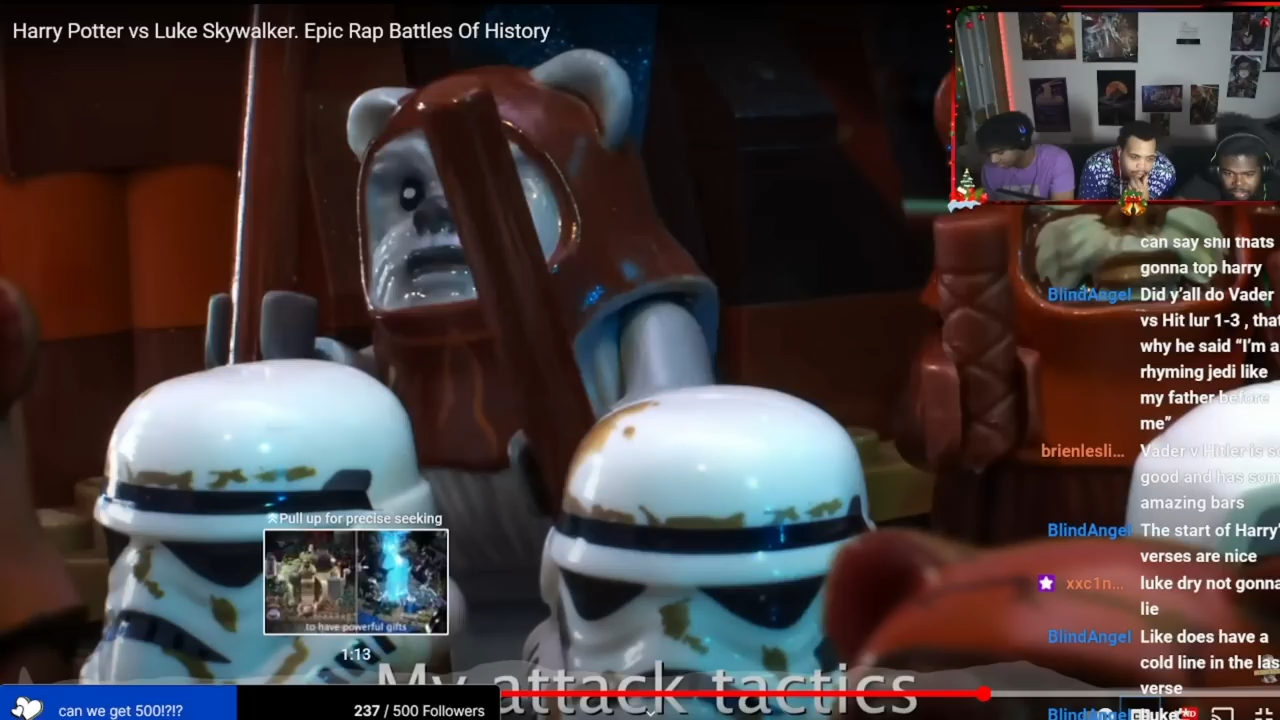 Harry Potter vs Luke Skywalker. Epic Rap Battles Of History
can say shii thats
gonna top harry
BlindAngel Did y'all do Vader
vs Hit lur 1-3 , that
why he said “I'm a
rhyming jedi like
my father before
me”
brienlesli... Vader v Hitler is so
good and has som
amazing bars
BlindAngel The start of Harry'
verses are nice
xxc1n... luke dry not gonna
lie
BlindAngel Like does have a
cold line in the las
verse
BlindAngel
Pull up for precise seeking
to have powerful gifts
1:13
My attack tactics
can we get 500!?!?
237 / 500 Followers